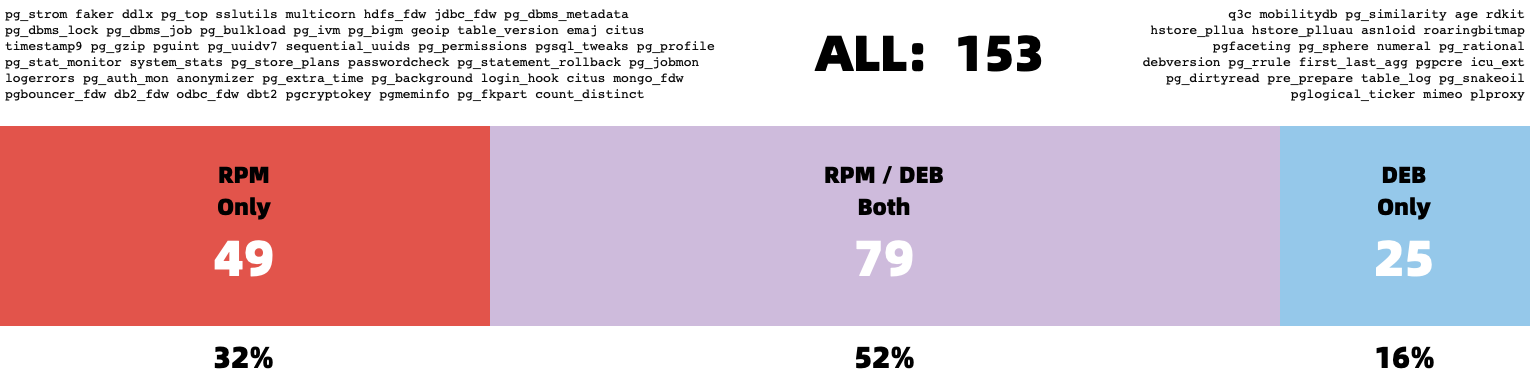 pg_strom faker ddlx pg_top sslutils multicorn hdfs_fdw jdbc_fdw pg_dbms_metadata
pg_dbms_lock pg_dbms_job pg_bulkload pg_ivm pg_bigm geoip table_version emaj citus
timestamp9 pg_gzip pguint pg_uuidv7 sequential_uuids pg_permissions pgsql_tweaks pg_profile
pg_stat_monitor system_stats pg_store_plans passwordcheck pg_statement_rollback pg_jobmon
logerrors pg_auth_mon anonymizer pg_extra_time pg_background login_hook citus mongo_fdw
pgbouncer_fdw db2_fdw odbc_fdw dbt2 pgcryptokey pgmeminfo pg_fkpart count_distinct
ALL: 153
q3c mobilitydb pg_similarity age rdkit
hstore_pllua hstore_plluau asn1oid roaringbitmap
pgfaceting pg_sphere numeral pg_rational
debversion pg_rrule first_last_agg pgpcre icu_ext
pg_dirtyread pre_prepare table_log pg_snakeoil
pglogical_ticker mimeo plproxy
RPM
Only
49
RPM / DEB
Both
79
DEB
Only
25
32%
52%
16%